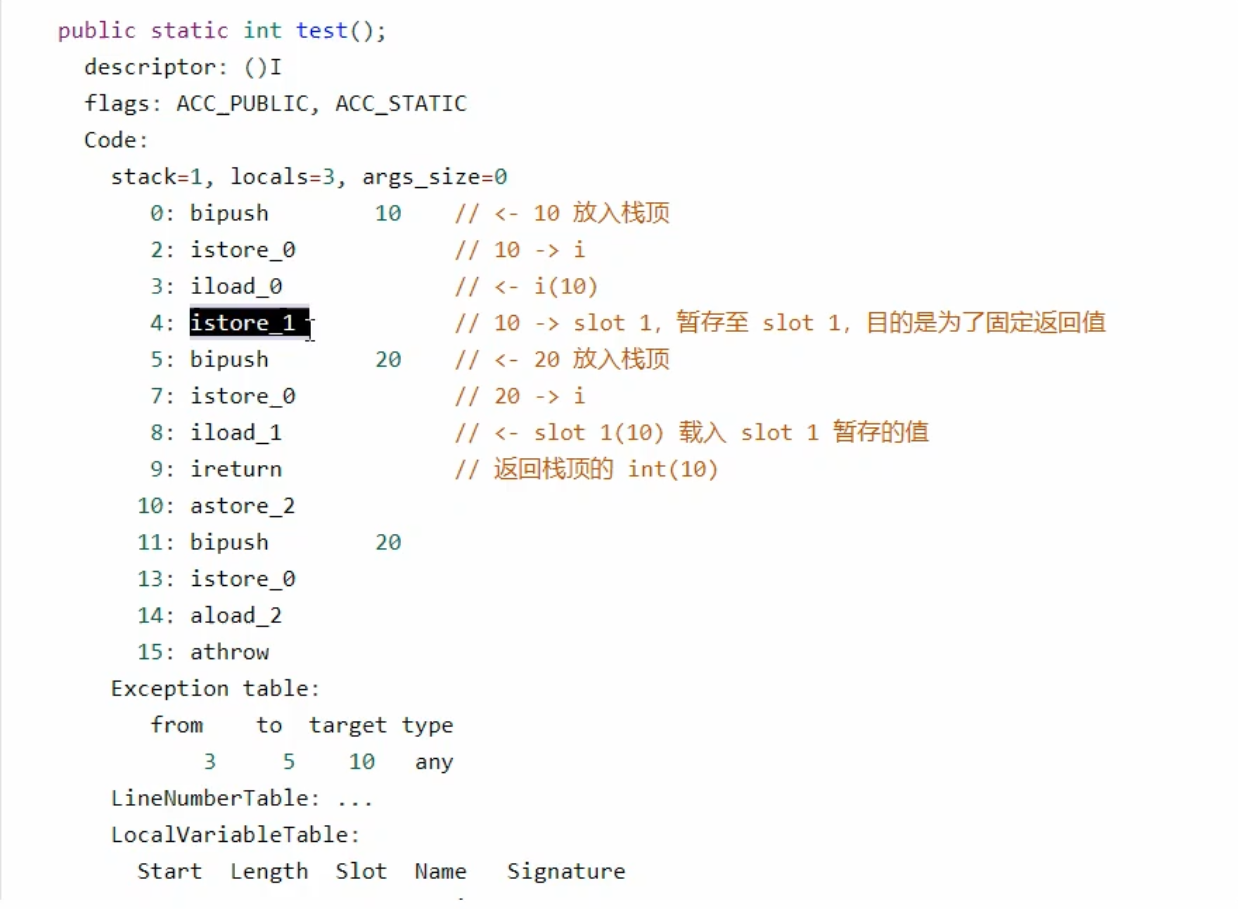 public static int test();
descriptor: ()I
flags: ACC_PUBLIC, ACC_STATIC
Code:
stack=1, locals=3, args_size=0
0: bipush 10 // <- 10 放入栈顶
2: istore_0 // 10 -> i
3: iload_0 // <- i(10)
4: istore_1 // 10 -> slot 1, 暂存至 slot 1, 目的是为了固定返回值
5: bipush 20 // <- 20 放入栈顶
7: istore_0 // 20 -> i
8: iload_1 // <- slot 1(10) 载入 slot 1 暂存的值
9: ireturn // 返回栈顶的 int(10)
10: astore_2
11: bipush 20
13: istore_0
14: aload_2
15: athrow
Exception table:
from to target type
3 5 10 any
LineNumberTable: ...
LocalVariableTable:
Start Length Slot Name Signature